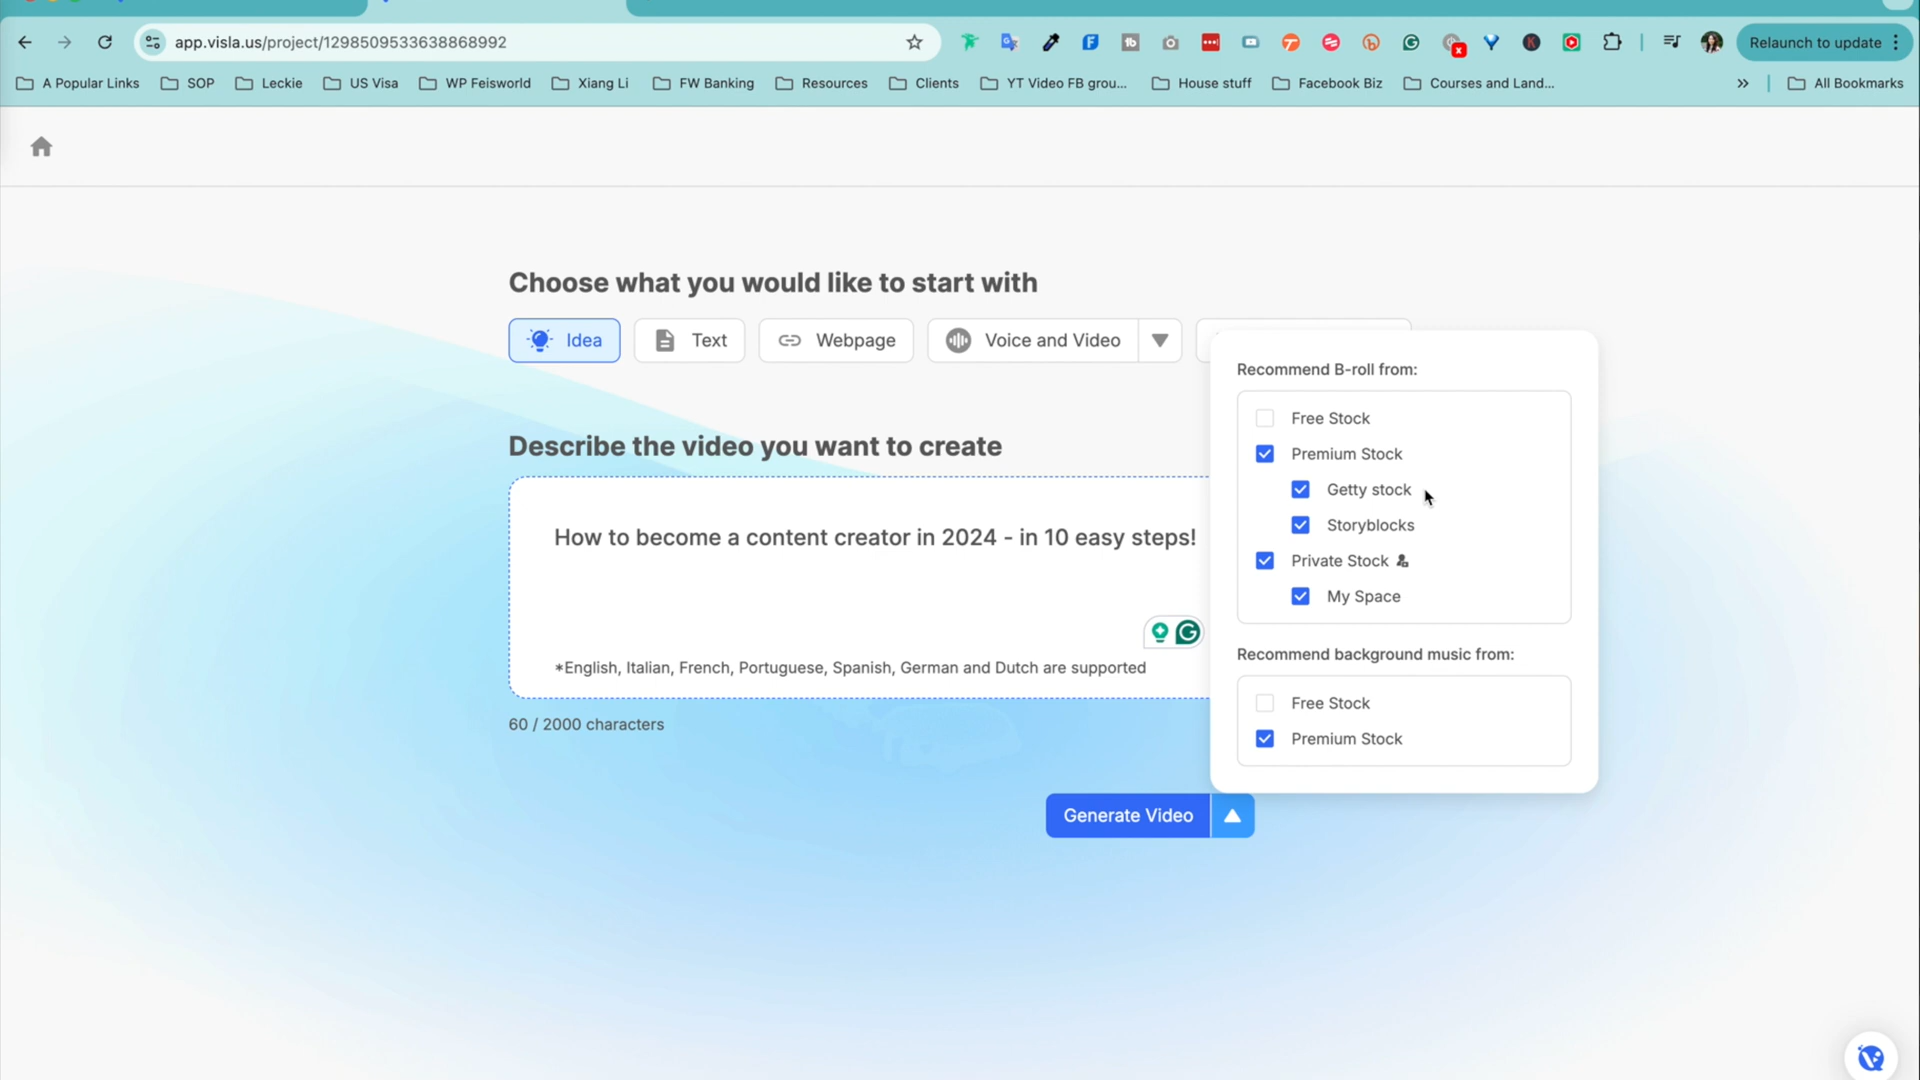 app.visla.us/project/1298509533638868992
Relaunch to update
A Popular Links
SOP
Leckie
US Visa
WP Feisworld
Xiang Li
FW Banking
Resources
Clients
YT Video FB grou...
House stuff
Facebook Biz
Courses and Land...
All Bookmarks
Choose what you would like to start with
Idea
Text
Webpage
Voice and Video
Describe the video you want to create
How to become a content creator in 2024 - in 10 easy steps!
*English, Italian, French, Portuguese, Spanish, German and Dutch are supported
60 / 2000 characters
Recommend B-roll from:
Free Stock
Premium Stock
Getty stock
Storyblocks
Private Stock
My Space
Recommend background music from:
Free Stock
Premium Stock
Generate Video